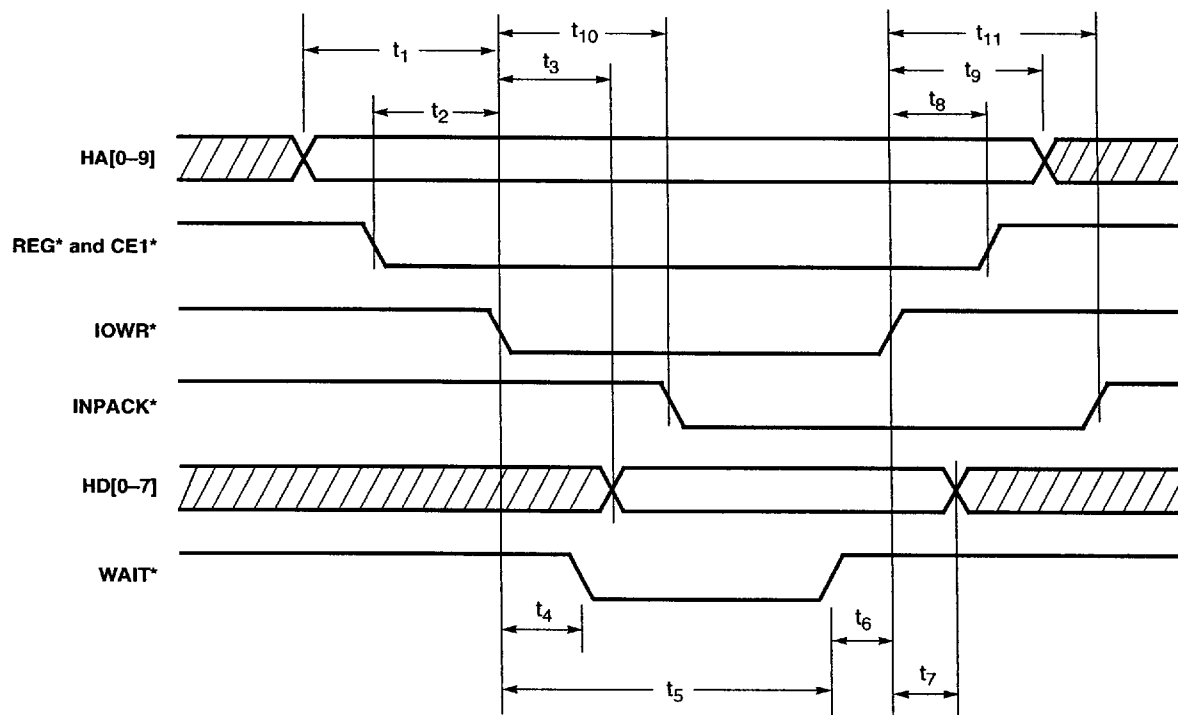 t10
t11
t1
t3
t9
t2
t8
HA[0–9]
REG* and CE1*
IOWR*
INPACK*
HD[0–7]
WAIT*
t4
t6
t5
t7